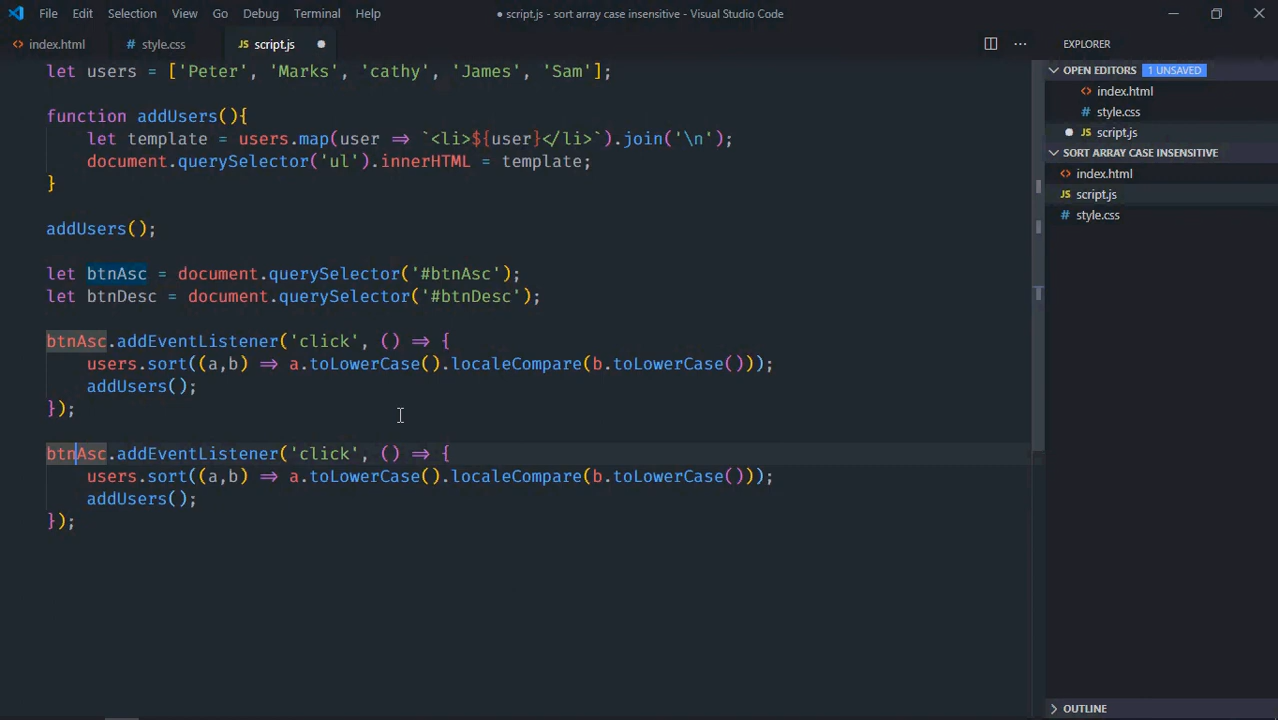 File Edit Selection View Go Debug Terminal Help ● script.js - sort array case insensitive - Visual Studio Code
index.html style.css JS script.js ●
let users = ['Peter', 'Marks', 'cathy', 'James', 'Sam'];
function addUsers(){
let template = users.map(user => `<li>${user}</li>`).join('\n');
document.querySelector('ul').innerHTML = template;
}
addUsers();
let btnAsc = document.querySelector('#btnAsc');
let btnDesc = document.querySelector('#btnDesc');
btnAsc.addEventListener('click', () => {
users.sort((a,b) => a.toLowerCase().localeCompare(b.toLowerCase()));
addUsers();
});
btnAsc.addEventListener('click', () => {
users.sort((a,b) => a.toLowerCase().localeCompare(b.toLowerCase()));
addUsers();
});
EXPLORER
OPEN EDITORS 1 UNSAVED
index.html
# style.css
JS script.js
SORT ARRAY CASE INSENSITIVE
index.html
JS script.js
# style.css
OUTLINE